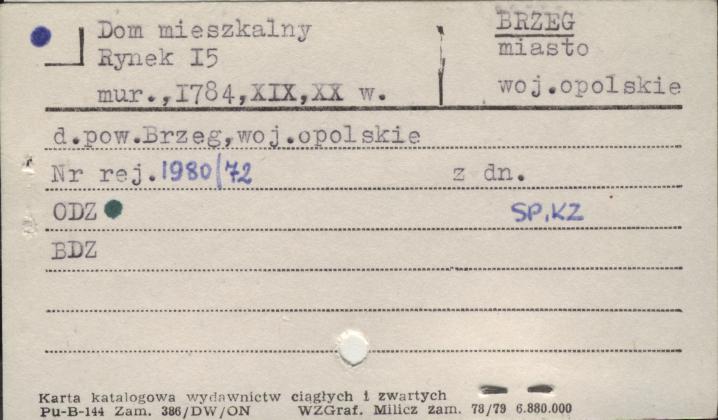 Dom mieszkalny
Rynek I5
mur.,I784,XIX,XX w.
BRZEG
miasto
woj.opolskie
d.pow.Brzeg,woj.opolskie
Nr rej.1980/72 z dn.
ODZ SP,KZ
BDZ
Karta katalogowa wydawnictw ciągłych i zwartych
Pu-B-144 Zam. 386/DW/ON WZGraf. Milicz zam. 78/79 6.880.000